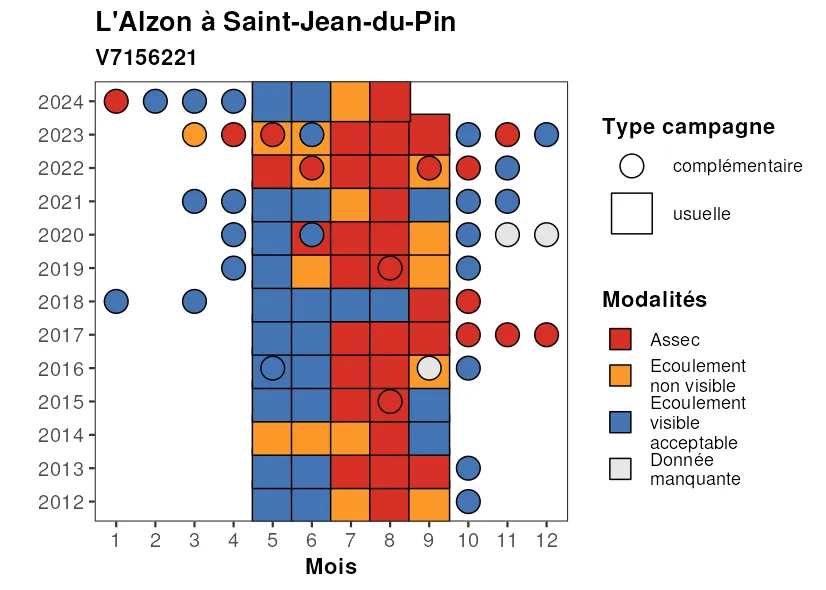 L'Alzon à Saint-Jean-du-Pin
V7156221
2024
2023
2022
2021
2020
2019
2018
2017
2016
2015
2014
2013
2012
1 2 3 4 5 6 7 8 9 10 11 12
Mois
Type campagne
complémentaire
usuelle
Modalités
Assec
Ecoulement
non visible
Ecoulement
visible
acceptable
Donnée
manquante